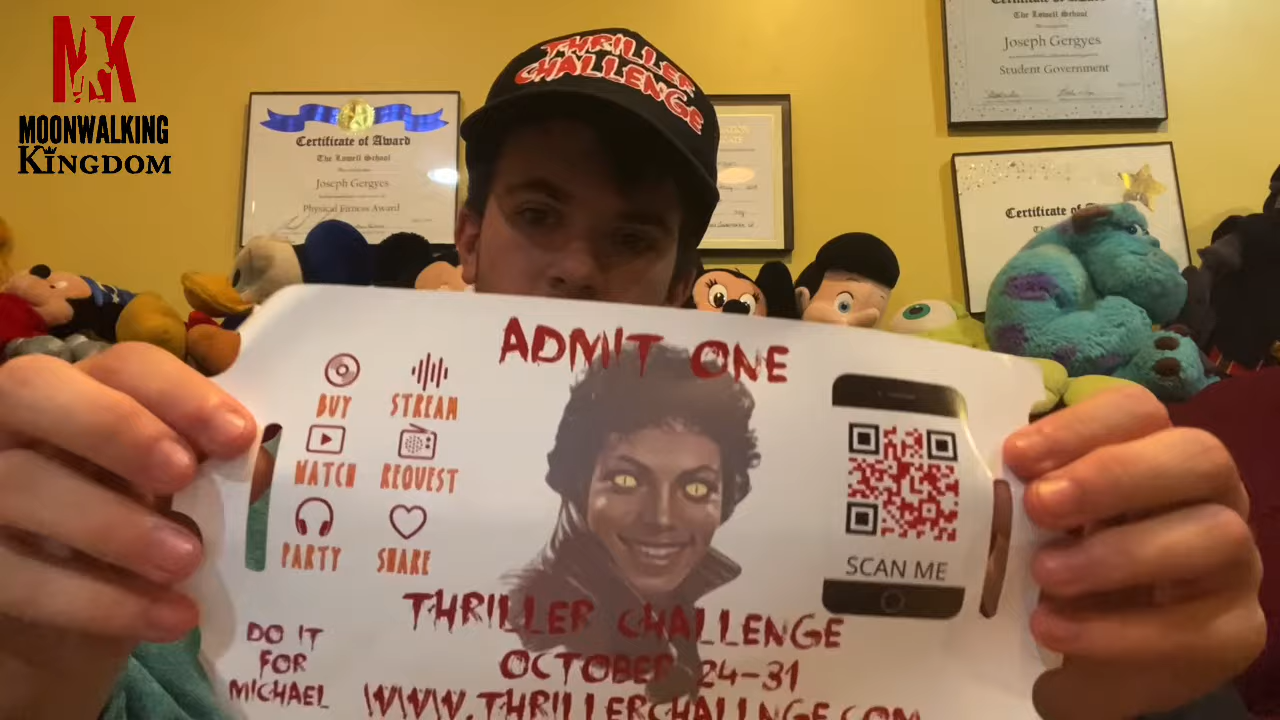 MK
MOONWALKING
KINGDOM
THRILLER
CHALLENGE
Certificate of Award
The Lowell School
Joseph Gergyes
Physical Fitness Award
The Lowell School
Joseph Gergyes
Student Government
ADMIT ONE
BUY
STREAM
WATCH
REQUEST
PARTY
SHARE
SCAN ME
THRILLER CHALLENGE
OCTOBER 24-31
DO IT
FOR
MICHAEL
WWW.THRILLERCHALLNGE.COM